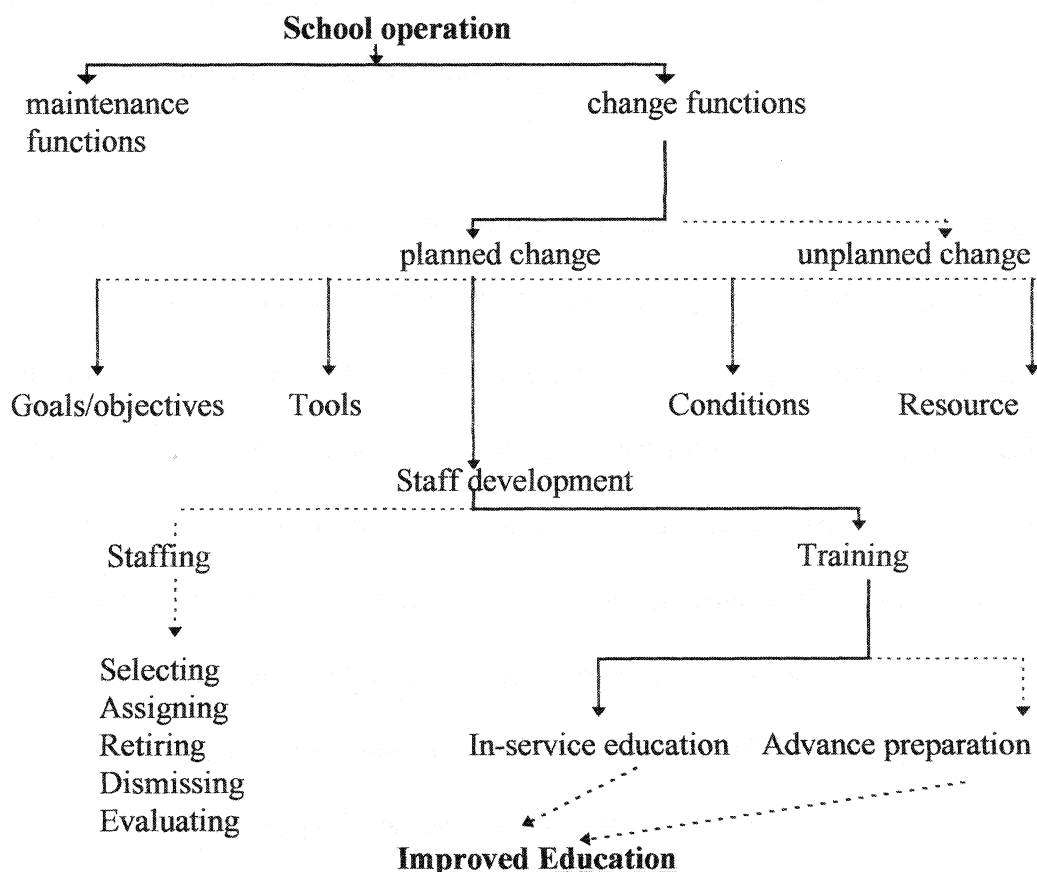 School operation
maintenance
functions
change functions
planned change
unplanned change
Goals/objectives
Tools
Conditions
Resource
Staff development
Staffing
Training
Selecting
Assigning
Retiring
Dismissing
Evaluating
In-service education
Advance preparation
Improved Education